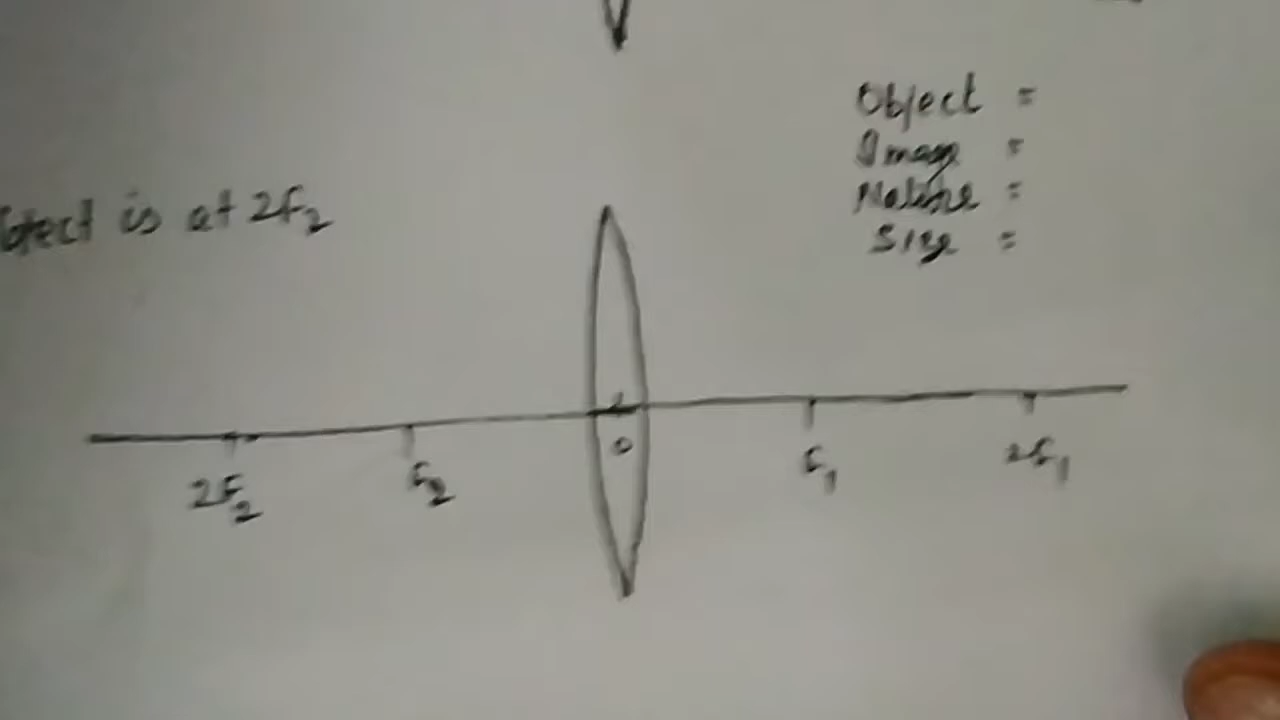 Object =
Image =
Nature =
Size =
is at 2F2
O
2F2 F2 F1 2F1